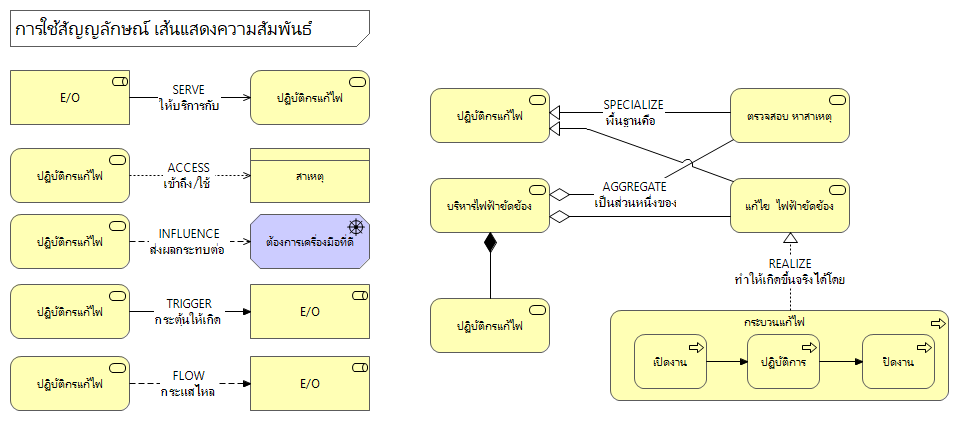 การใช้สัญญลักษณ์ เส้นแสดงความสัมพันธ์
E/O
SERVE
ให้บริการกับ
ปฏิบัติกรแก้ไฟ
ปฏิบัติกรแก้ไฟ
ACCESS
เข้าถึง/ใช้
สาเหตุ
ปฏิบัติกรแก้ไฟ
INFLUENCE
ส่งผลกระทบต่อ
ต้องการเครื่องมือที่ดี
ปฏิบัติกรแก้ไฟ
TRIGGER
กระตุ้นให้เกิด
E/O
ปฏิบัติกรแก้ไฟ
FLOW
กระแสไหล
E/O
ปฏิบัติกรแก้ไฟ
SPECIALIZE
พื้นฐานคือ
ตรวจสอบ หาสาเหตุ
บริหารไฟฟ้าขัดข้อง
AGGREGATE
เป็นส่วนหนึ่งของ
แก้ไข ไฟฟ้าขัดข้อง
ปฏิบัติกรแก้ไฟ
REALIZE
ทำให้เกิดขึ้นจริงได้โดย
กระบวนแก้ไฟ
เปิดงาน
ปฏิบัติการ
ปิดงาน